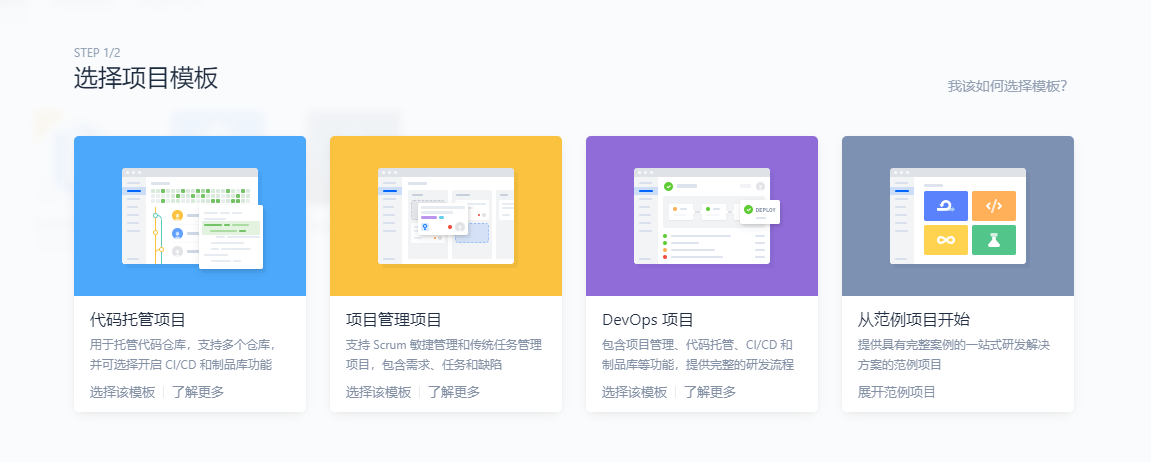 STEP 1/2
选择项目模板
我该如何选择模板?
DEPLOY
代码托管项目
用于托管代码仓库，支持多个仓库，
并可选择开启 CI/CD 和制品库功能
选择该模板 | 了解更多
项目管理项目
支持 Scrum 敏捷管理和传统任务管理
项目，包含需求、任务和缺陷
选择该模板 | 了解更多
DevOps 项目
包含项目管理、代码托管、CI/CD 和
制品库等功能，提供完整的研发流程
选择该模板 | 了解更多
从范例项目开始
提供具有完整案例的一站式研发解决
方案的范例项目
展开范例项目